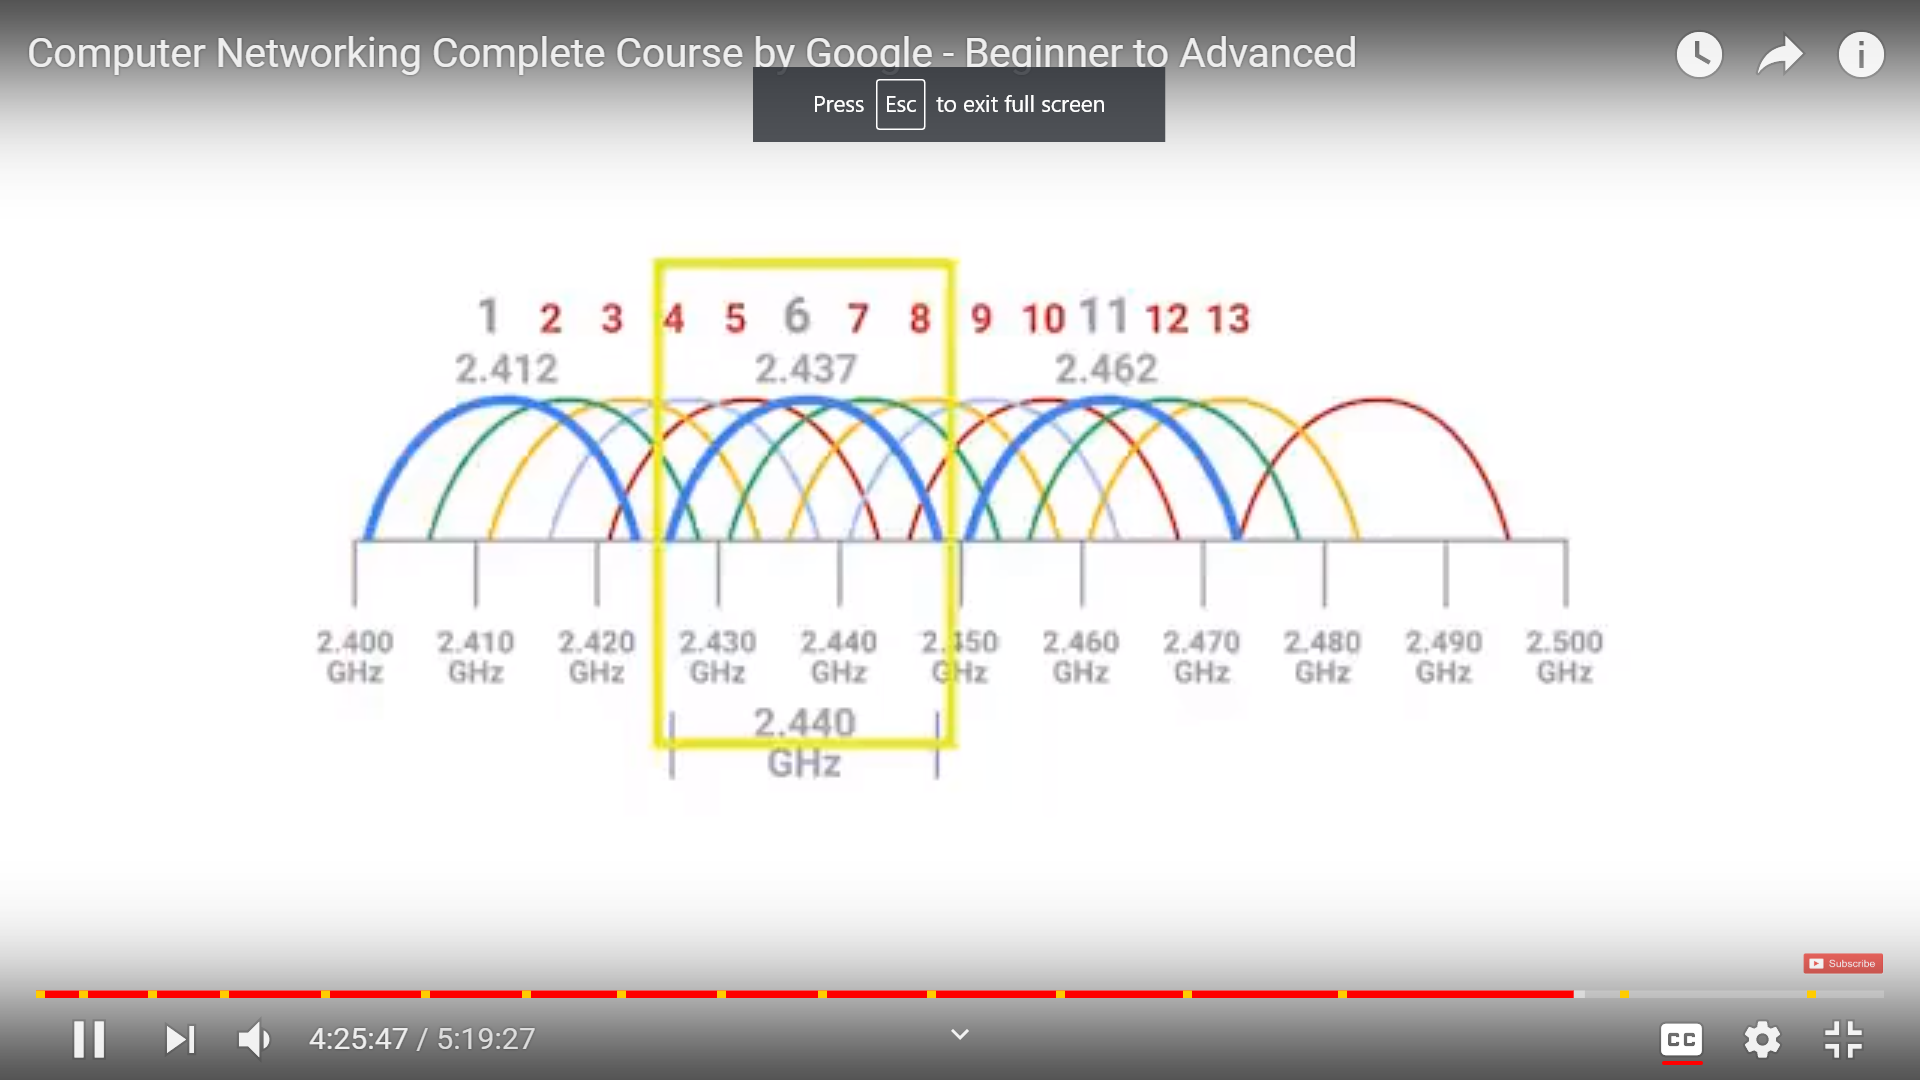 Computer Networking Complete Course by Google - Beginner to Advanced
Press Esc to exit full screen
1 2 3 4 5 6 7 8 9 10 11 12 13
2.412 2.437 2.462
2.400 2.410 2.420 2.430 2.440 2.450 2.460 2.470 2.480 2.490 2.500
GHz GHz GHz GHz GHz GHz GHz GHz GHz GHz GHz
2.440
GHz
Subscribe
4:25:47 / 5:19:27
CC